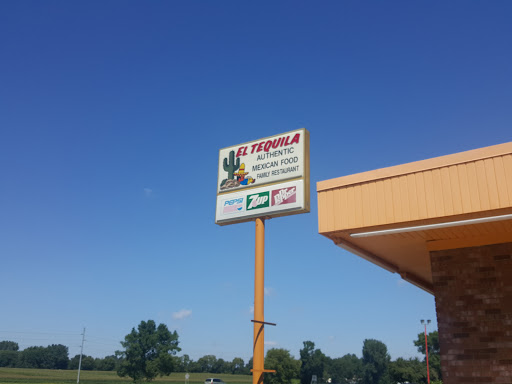 EL TEQUILA
AUTHENTIC
MEXICAN FOOD
FAMILY RESTAURANT
PEPSI 7up Dr Pepper